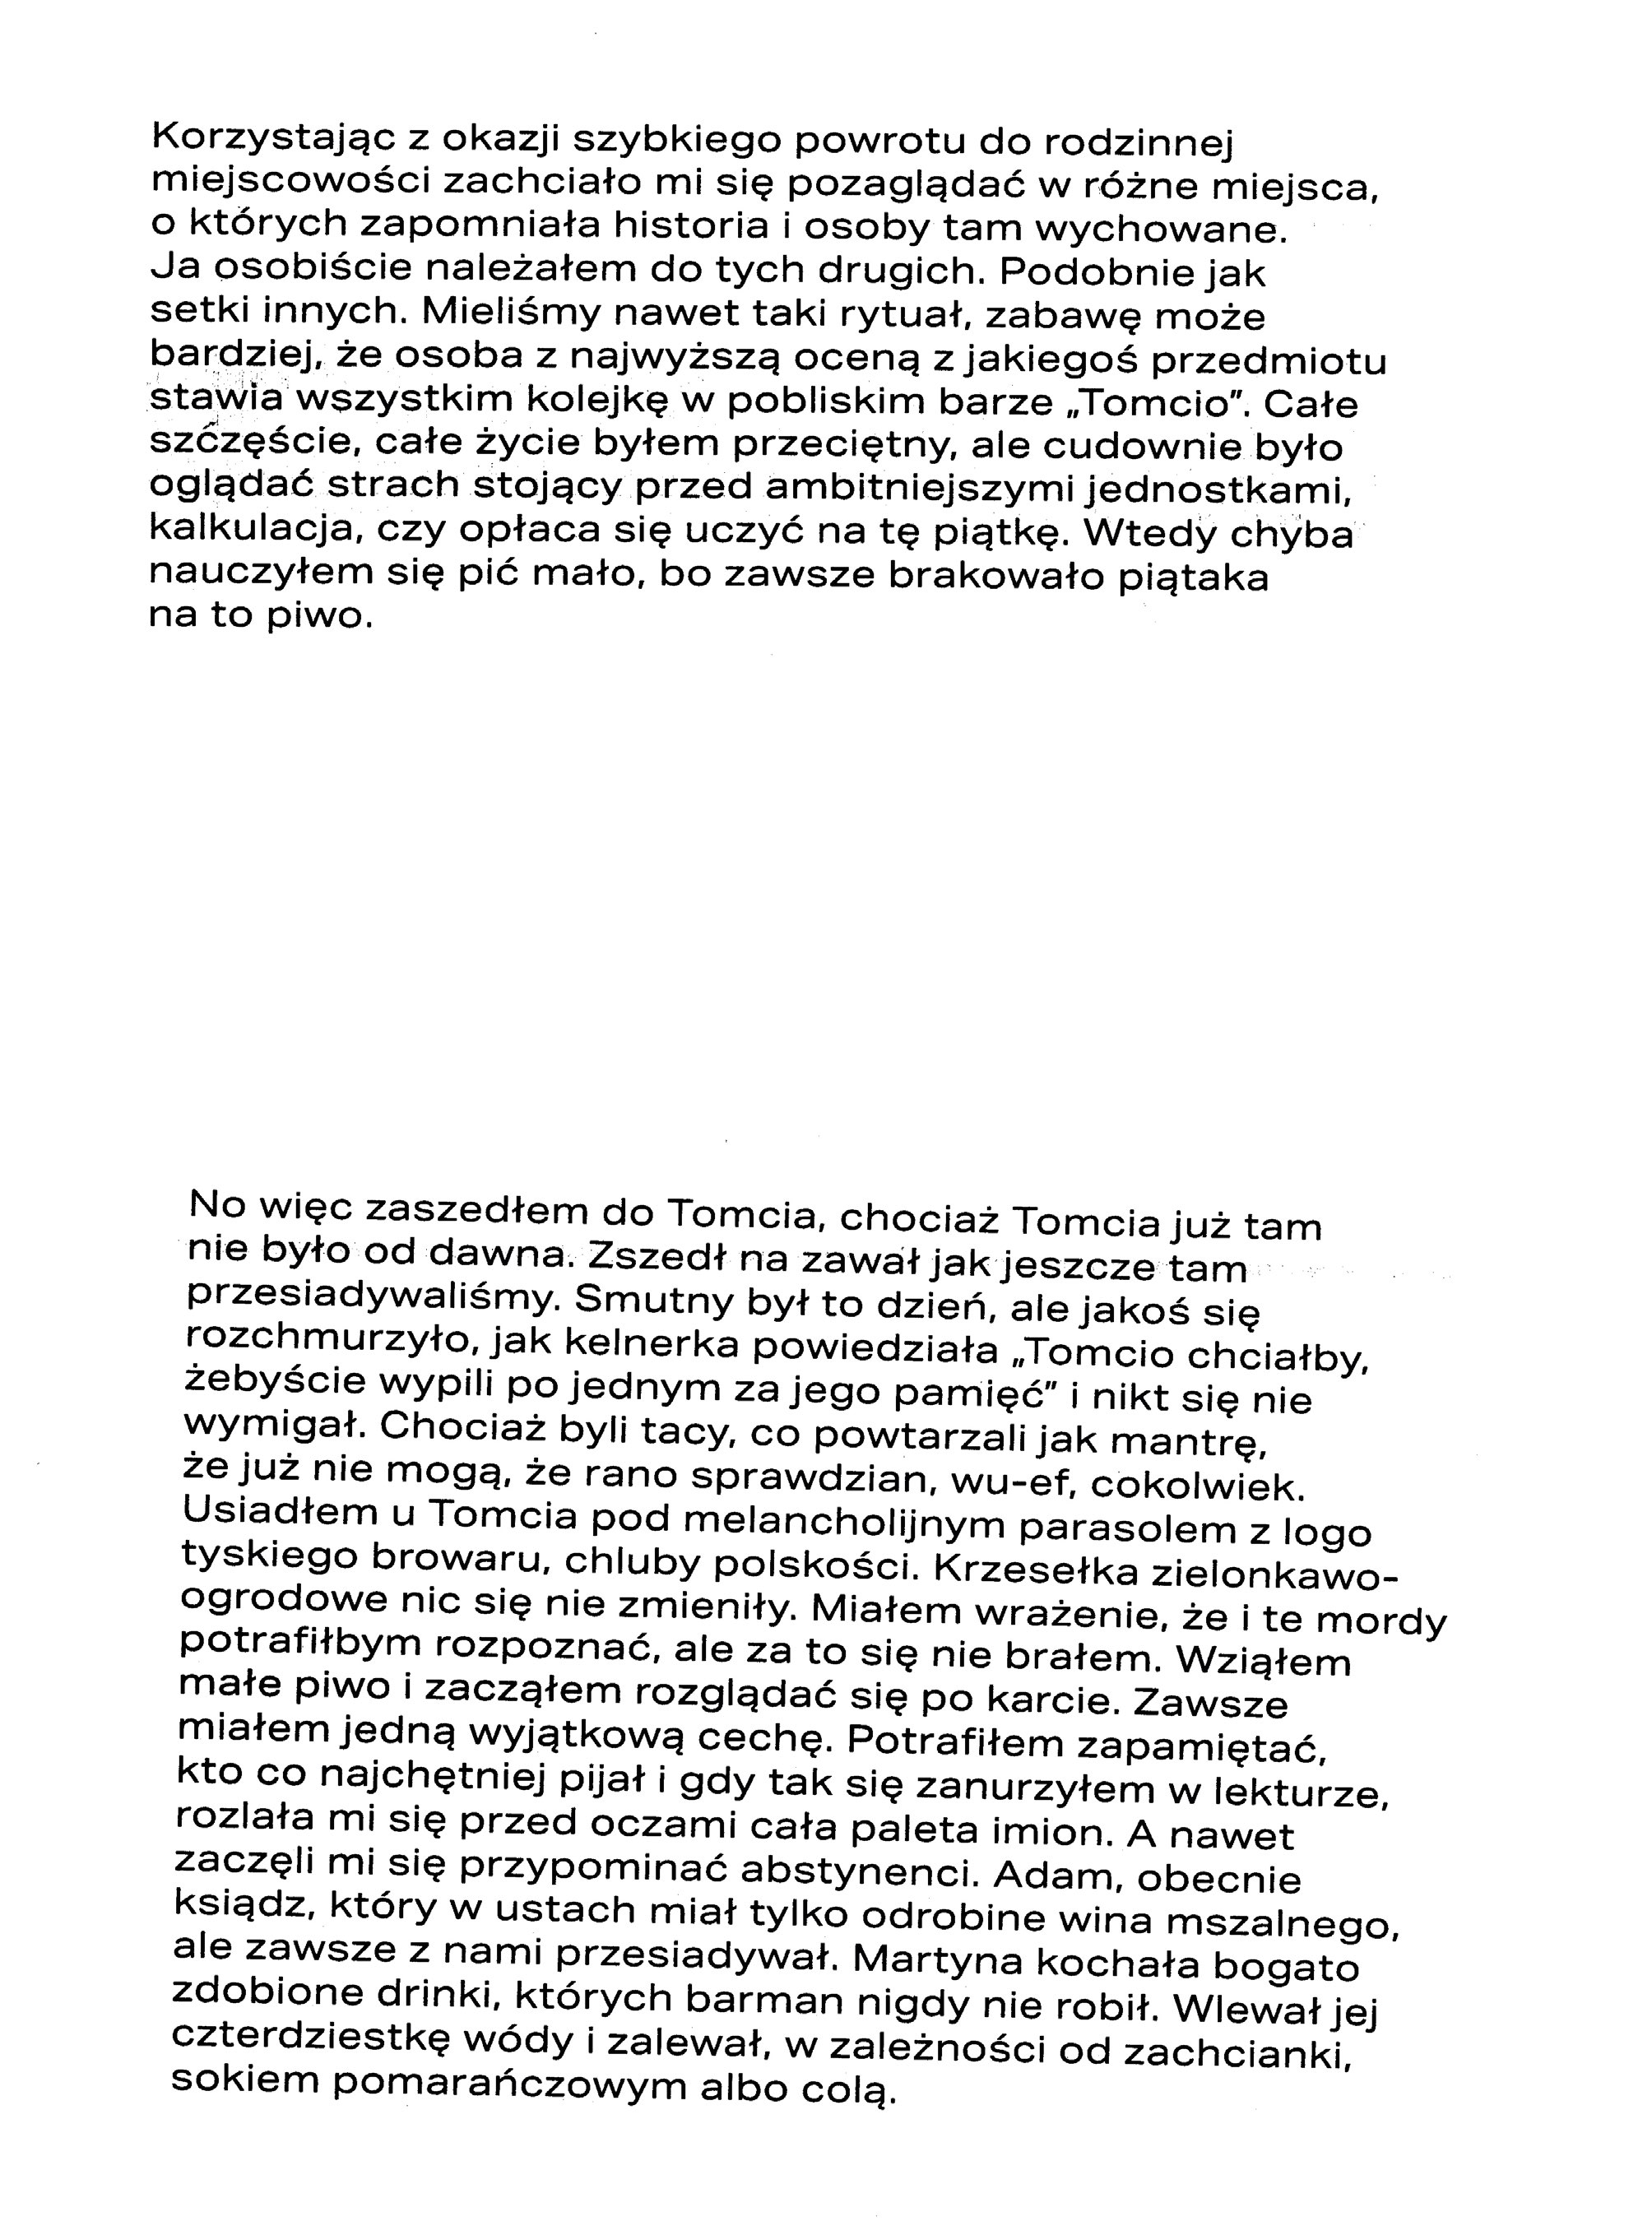 Korzystając z okazji szybkiego powrotu do rodzinnej
miejscowości zachciało mi się pozaglądać w różne miejsca,
o których zapomniała historia i osoby tam wychowane.
Ja osobiście należałem do tych drugich. Podobnie jak
setki innych. Mieliśmy nawet taki rytuał, zabawę może
bardziej, że osoba z najwyższą oceną z jakiegoś przedmiotu
stawia wszystkim kolejkę w pobliskim barze „Tomcio”. Całe
szczęście, całe życie byłem przeciętny, ale cudownie było
oglądać strach stojący przed ambitniejszymi jednostkami,
kalkulacja, czy opłaca się uczyć na tę piątkę. Wtedy chyba
nauczyłem się pić mało, bo zawsze brakowało piątaka
na to piwo.
No więc zaszedłem do Tomcia, chociaż Tomcia już tam
nie było od dawna. Zszedł na zawał jak jeszcze tam
przesiadywaliśmy. Smutny był to dzień, ale jakoś się
rozchmurzyło, jak kelnerka powiedziała „Tomcio chciałby,
żebyście wypili po jednym za jego pamięć” i nikt się nie
wymigał. Chociaż byli tacy, co powtarzali jak mantrę,
że już nie mogą, że rano sprawdzian, wu-ef, cokolwiek.
Usiadłem u Tomcia pod melancholijnym parasolem z logo
tyskiego browaru, chluby polskości. Krzesełka zielonkawo-
ogrodowe nic się nie zmieniły. Miałem wrażenie, że i te mordy
potrafiłbym rozpoznać, ale za to się nie brałem. Wziąłem
małe piwo i zacząłem rozglądać się po karcie. Zawsze
miałem jedną wyjątkową cechę. Potrafiłem zapamiętać,
kto co najchętniej pijał i gdy tak się zanurzyłem w lekturze,
rozlała mi się przed oczami cała paleta imion. A nawet
zaczęli mi się przypominać abstynenci. Adam, obecnie
ksiądz, który w ustach miał tylko odrobine wina mszalnego,
ale zawsze z nami przesiadywał. Martyna kochała bogato
zdobione drinki, których barman nigdy nie robił. Wlewał jej
czterdziestkę wódy i zalewał, w zależności od zachcianki,
sokiem pomarańczowym albo colą.